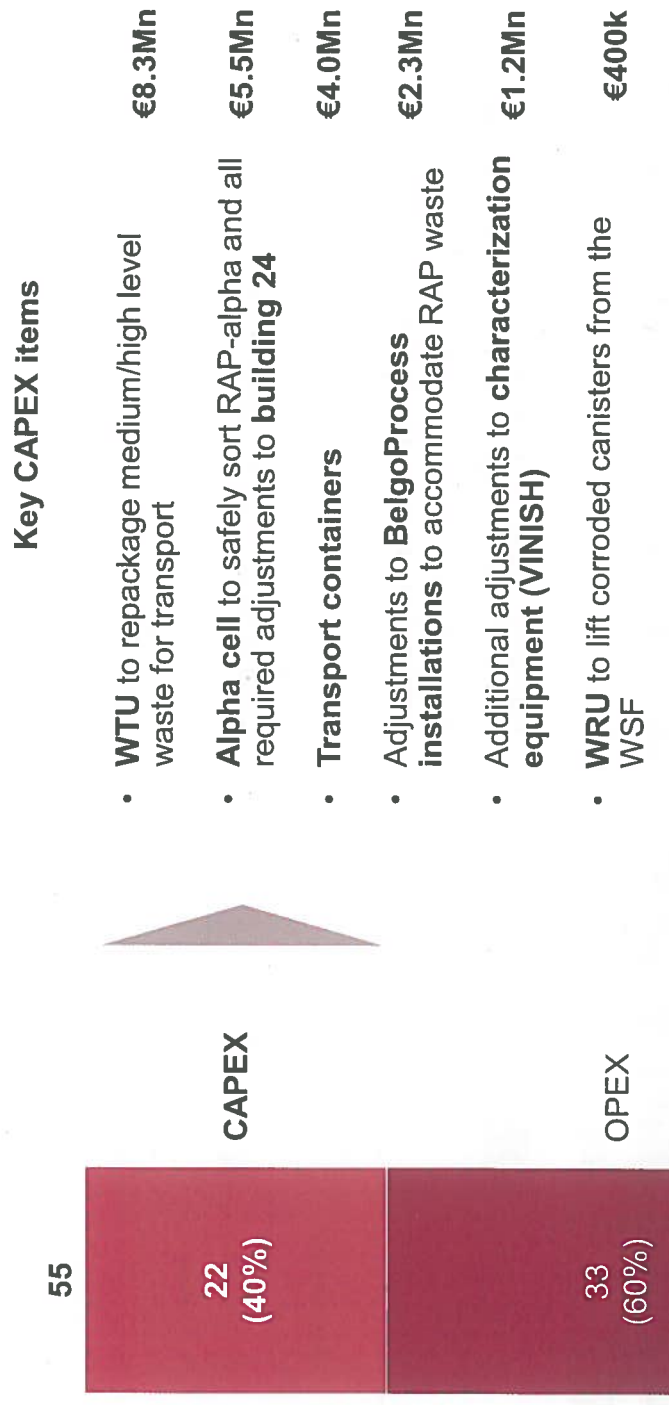 55
22
(40%)
CAPEX
33
(60%)
OPEX
Key CAPEX items
• WTU to repackage medium/high level
waste for transport
€8.3Mn
• Alpha cell to safely sort RAP-alpha and all
required adjustments to building 24
€5.5Mn
• Transport containers
€4.0Mn
• Adjustments to BelgoProcess
installations to accommodate RAP waste
€2.3Mn
• Additional adjustments to characterization
equipment (VINISH)
€1.2Mn
• WRU to lift corroded canisters from the
WSF
€400k